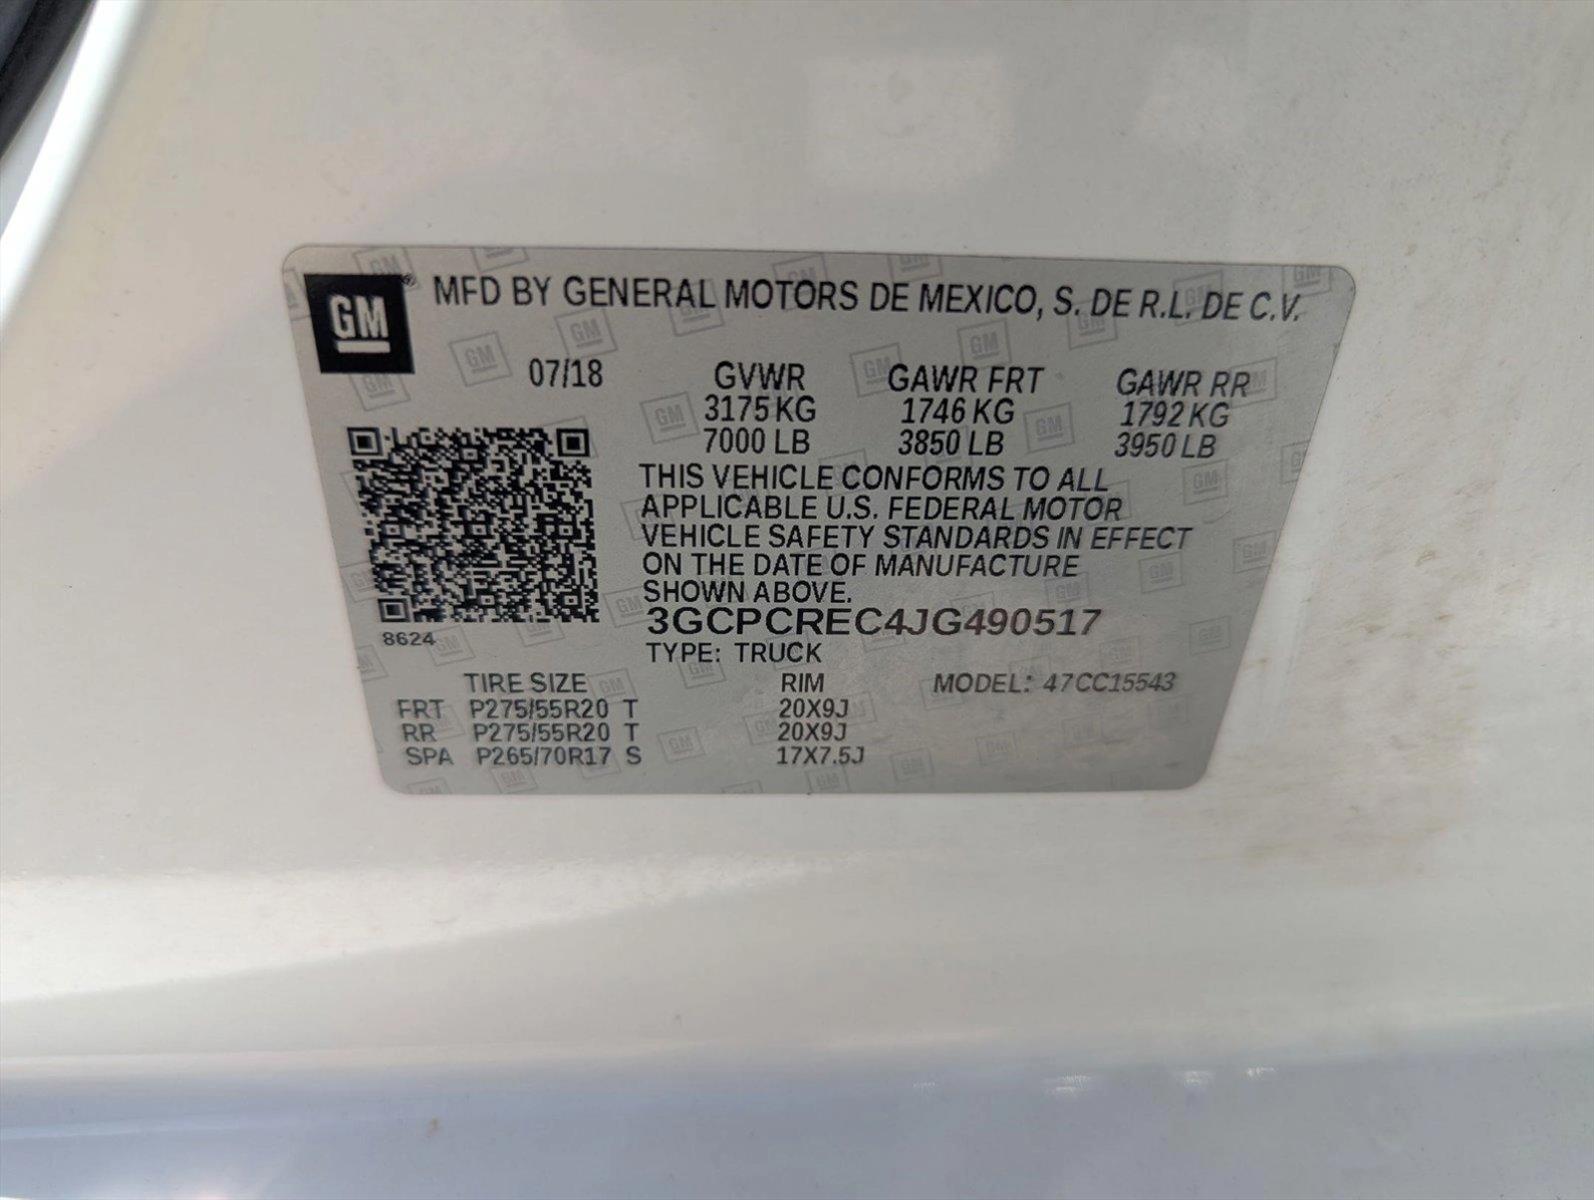 GM ® MFD BY GENERAL MOTORS DE MEXICO, S. DE R.L. DE C.V.
07/18 GVWR GAWR FRT GAWR RR
3175 KG 1746 KG 1792 KG
7000 LB 3850 LB 3950 LB
THIS VEHICLE CONFORMS TO ALL
APPLICABLE U.S. FEDERAL MOTOR
VEHICLE SAFETY STANDARDS IN EFFECT
ON THE DATE OF MANUFACTURE
SHOWN ABOVE.
3GCPCREC4JG490517
8624
TYPE: TRUCK
TIRE SIZE RIM MODEL: 47CC15543
FRT P275/55R20 T 20X9J
RR P275/55R20 T 20X9J
SPA P265/70R17 S 17X7.5J